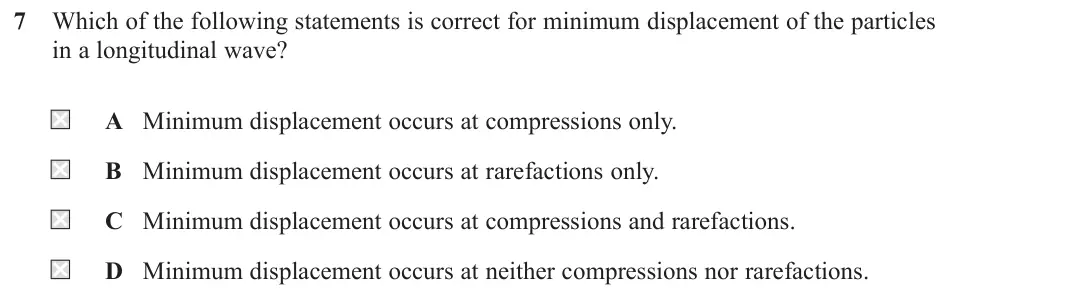 7 Which of the following statements is correct for minimum displacement of the particles
in a longitudinal wave?
A Minimum displacement occurs at compressions only.
B Minimum displacement occurs at rarefactions only.
C Minimum displacement occurs at compressions and rarefactions.
D Minimum displacement occurs at neither compressions nor rarefactions.